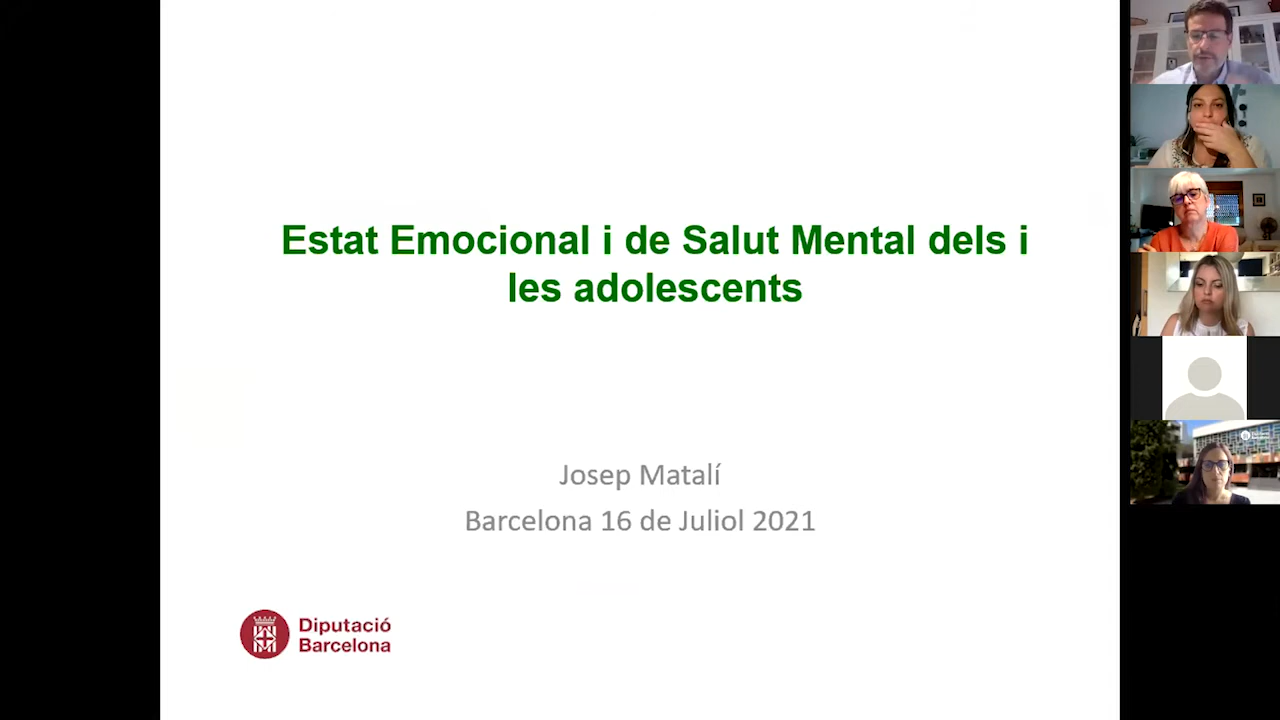 Estat Emocional i de Salut Mental dels i
les adolescents
Josep Matalí
Barcelona 16 de Juliol 2021
Diputació
Barcelona